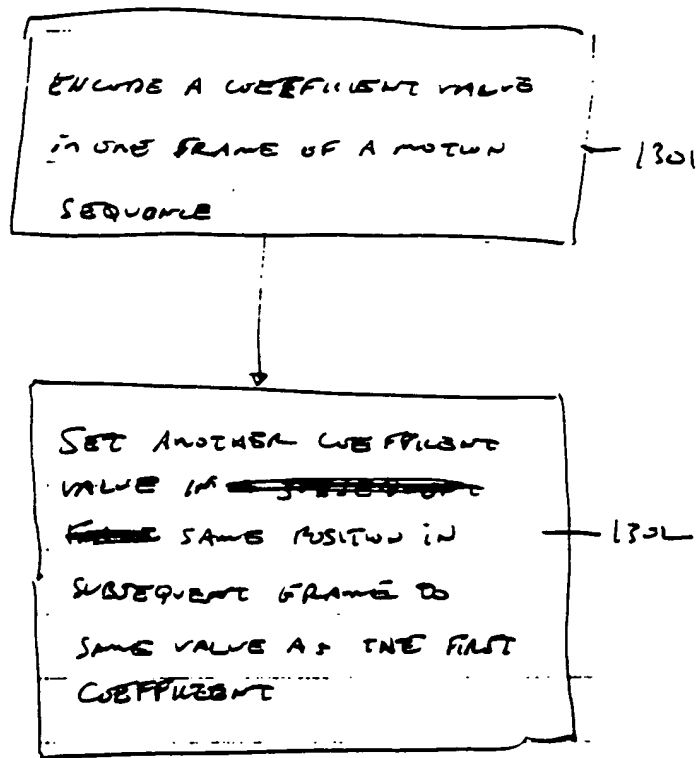 ENCODE A COEFFICIENT VALUE
in ONE FRAME OF A MOTION
SEQUENCE
1301
SET ANOTHER COEFFICIENT
VALUE IN
SAME POSITION IN
SUBSEQUENT FRAME TO
SAME VALUE AS THE FIRST
COEFFICIENT
1302